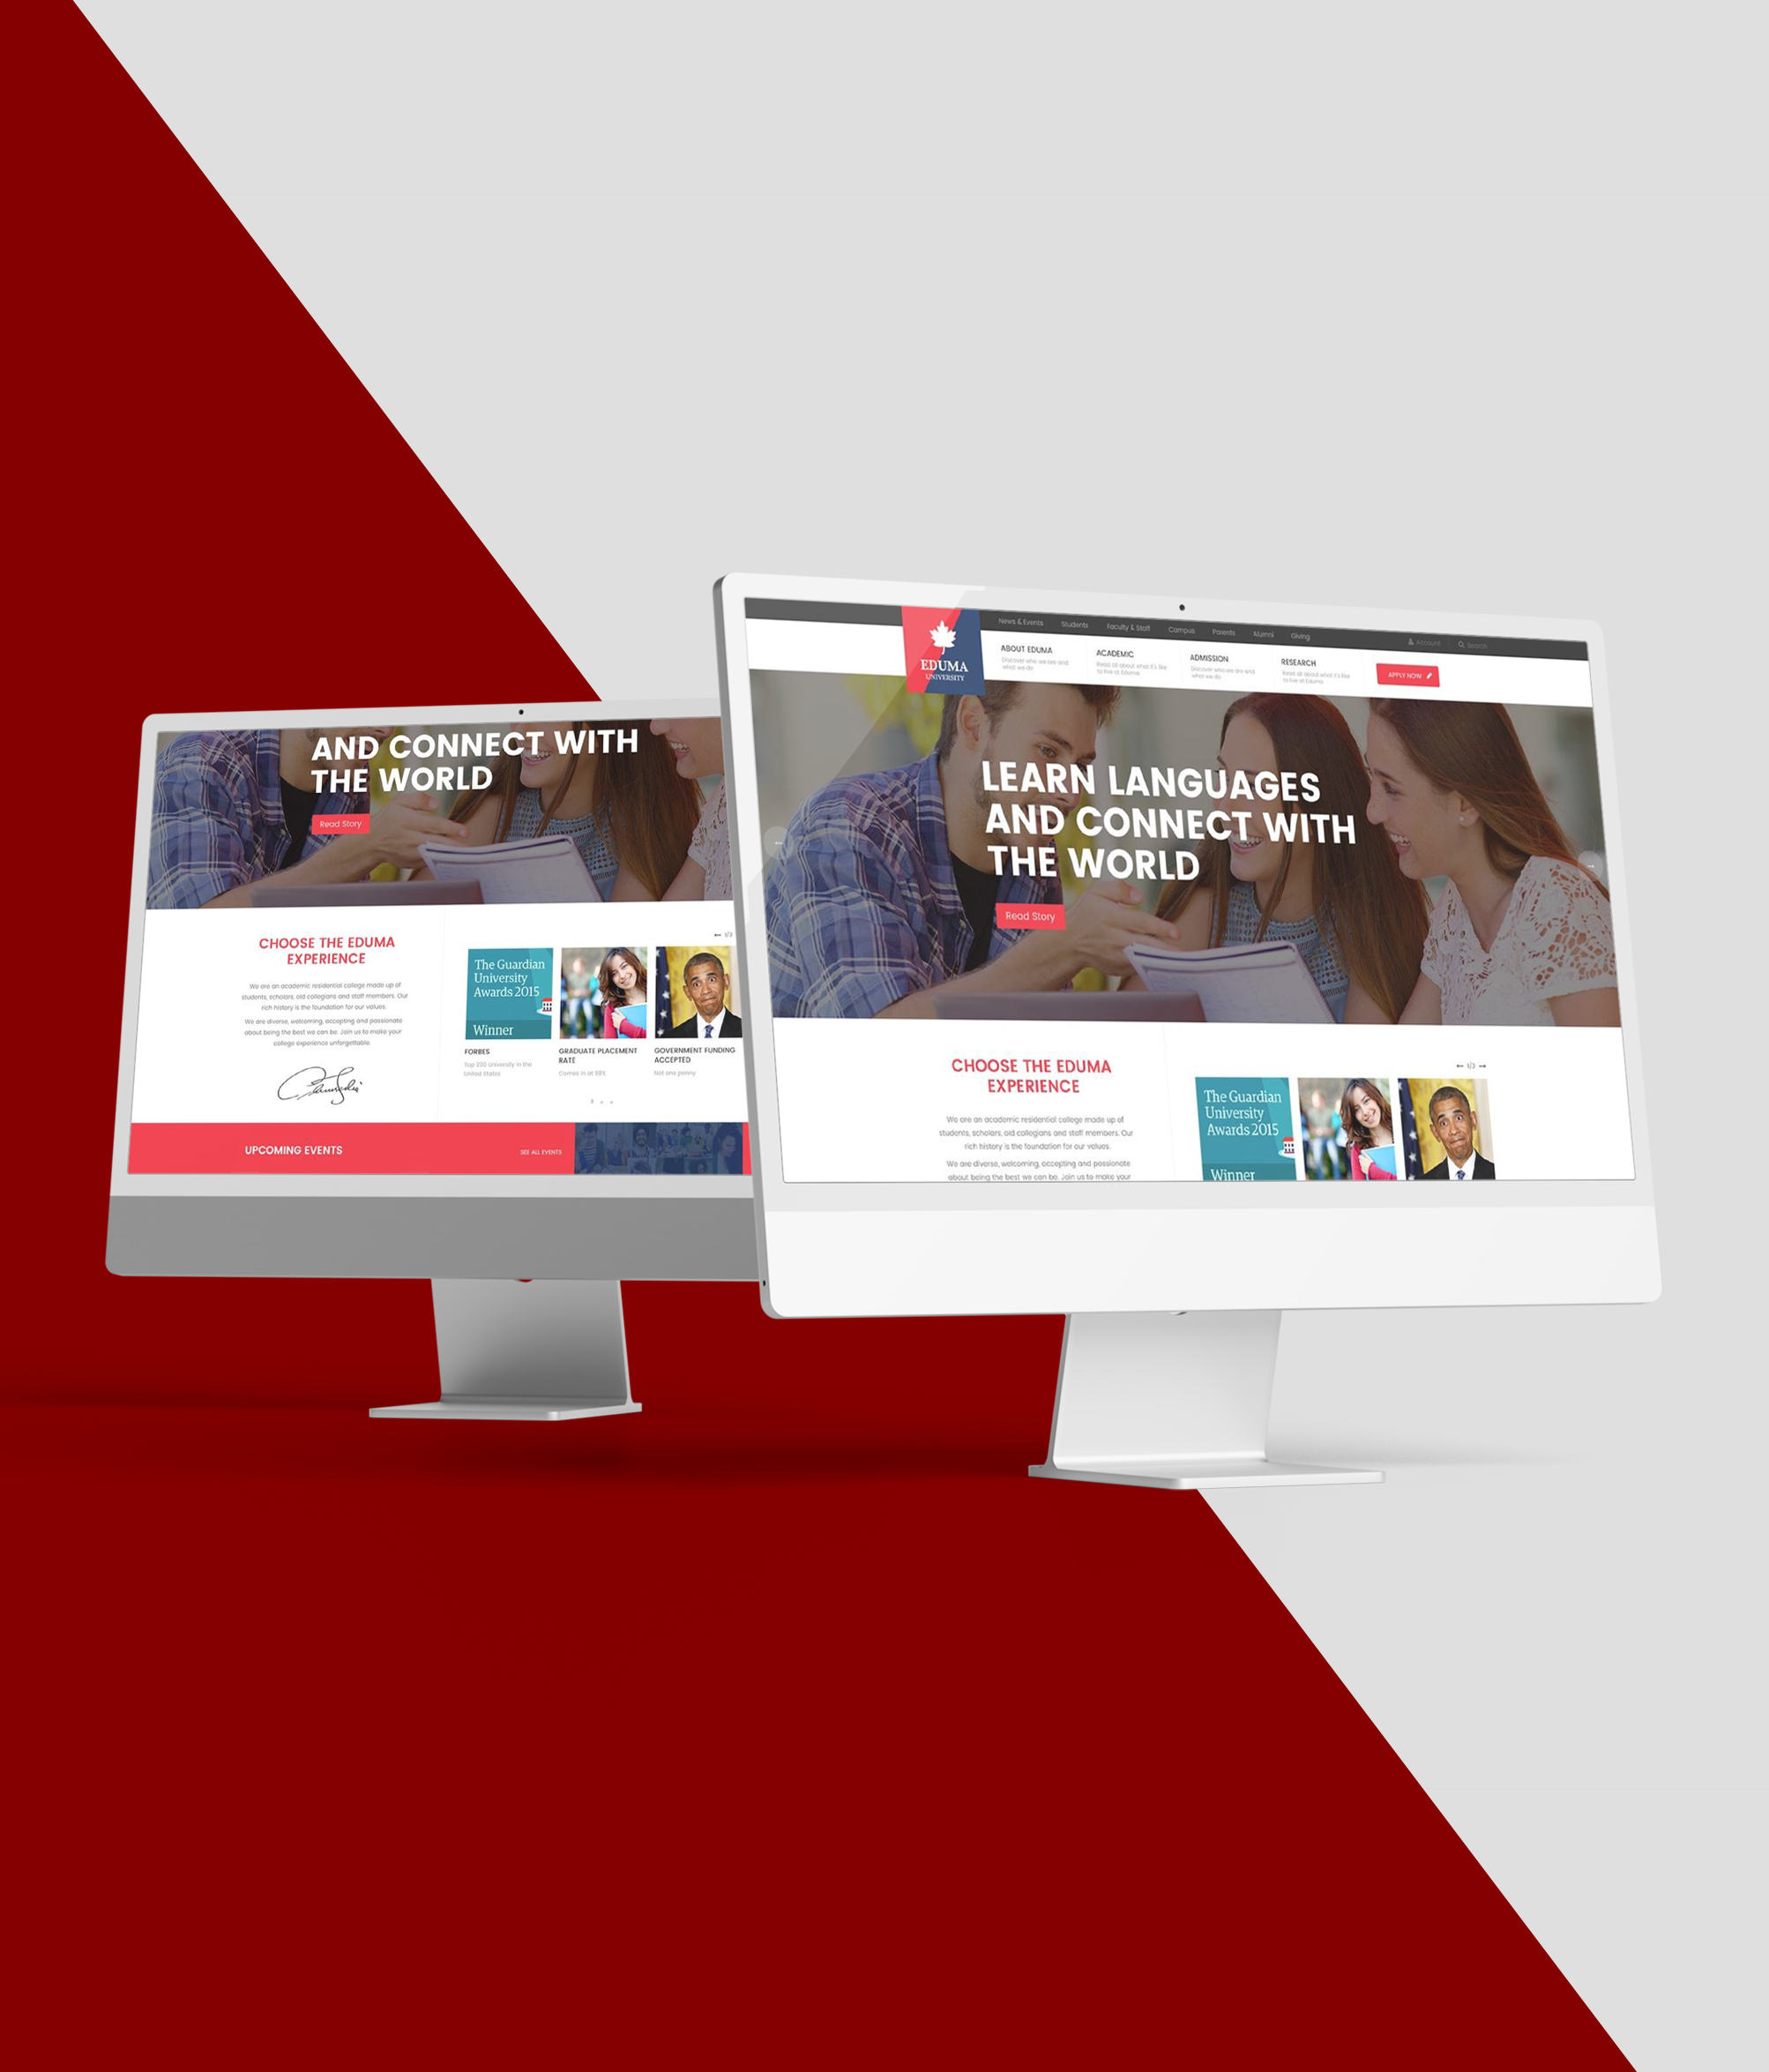 AND CONNECT WITH
THE WORLD
Read Story
CHOOSE THE EDUMA
EXPERIENCE
We are an academic residential college made up of
students, scholars, old collegians and staff members. Our
rich history is the foundation for our values.
We are diverse, welcoming, accepting and passionate
about being the best we can be. Join us to make your
college experience unforgettable.
← 1/3
The Guardian
University
Awards 2015
Winner
FORBES
Top 200 University in the
United States
GRADUATE PLACEMENT
RATE
Comes in at 98%
GOVERNMENT FUNDING
ACCEPTED
Not one penny
UPCOMING EVENTS
SEE ALL EVENTS
News & Events
Students
Faculty & Staff
Campus
Parents
Alumni
Giving
Account
Search
EDUMA
UNIVERSITY
ABOUT EDUMA
Discover who we are and
what we do
ACADEMIC
Read all about what it's like
to live at Eduma
ADMISSION
Discover who we are and
what we do
RESEARCH
Read all about what it's like
to live at Eduma
APPLY NOW
LEARN LANGUAGES
AND CONNECT WITH
THE WORLD
Read Story
CHOOSE THE EDUMA
EXPERIENCE
We are an academic residential college made up of
students, scholars, old collegians and staff members. Our
rich history is the foundation for our values.
We are diverse, welcoming, accepting and passionate
about being the best we can be. Join us to make your
← 1/3 →
The Guardian
University
Awards 2015
Winner